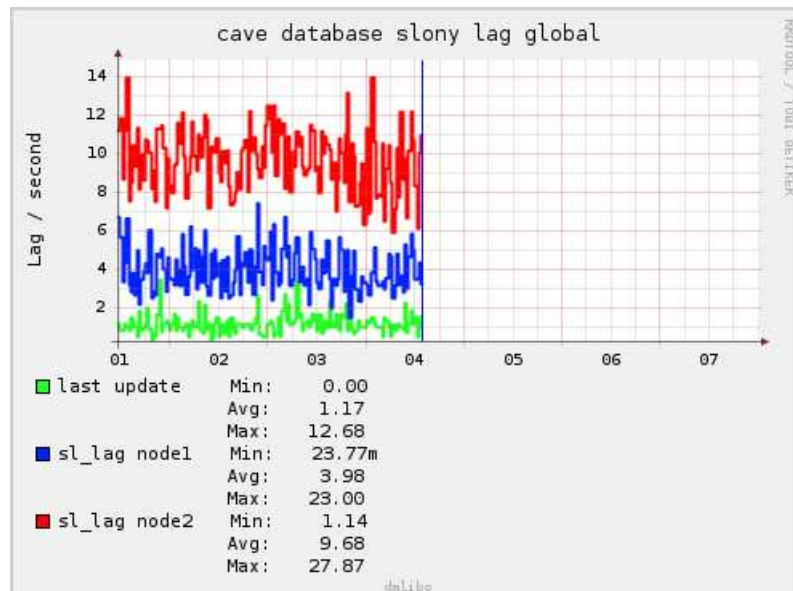 cave database slony lag global
RRDTOOL / TOBI OETIKER
Lag / second
14
12
10
8
6
4
2
01 02 03 04 05 06 07
last update Min: 0.00
Avg: 1.17
Max: 12.68
sl_lag node1 Min: 23.77m
Avg: 3.98
Max: 23.00
sl_lag node2 Min: 1.14
Avg: 9.68
Max: 27.87
dalibo